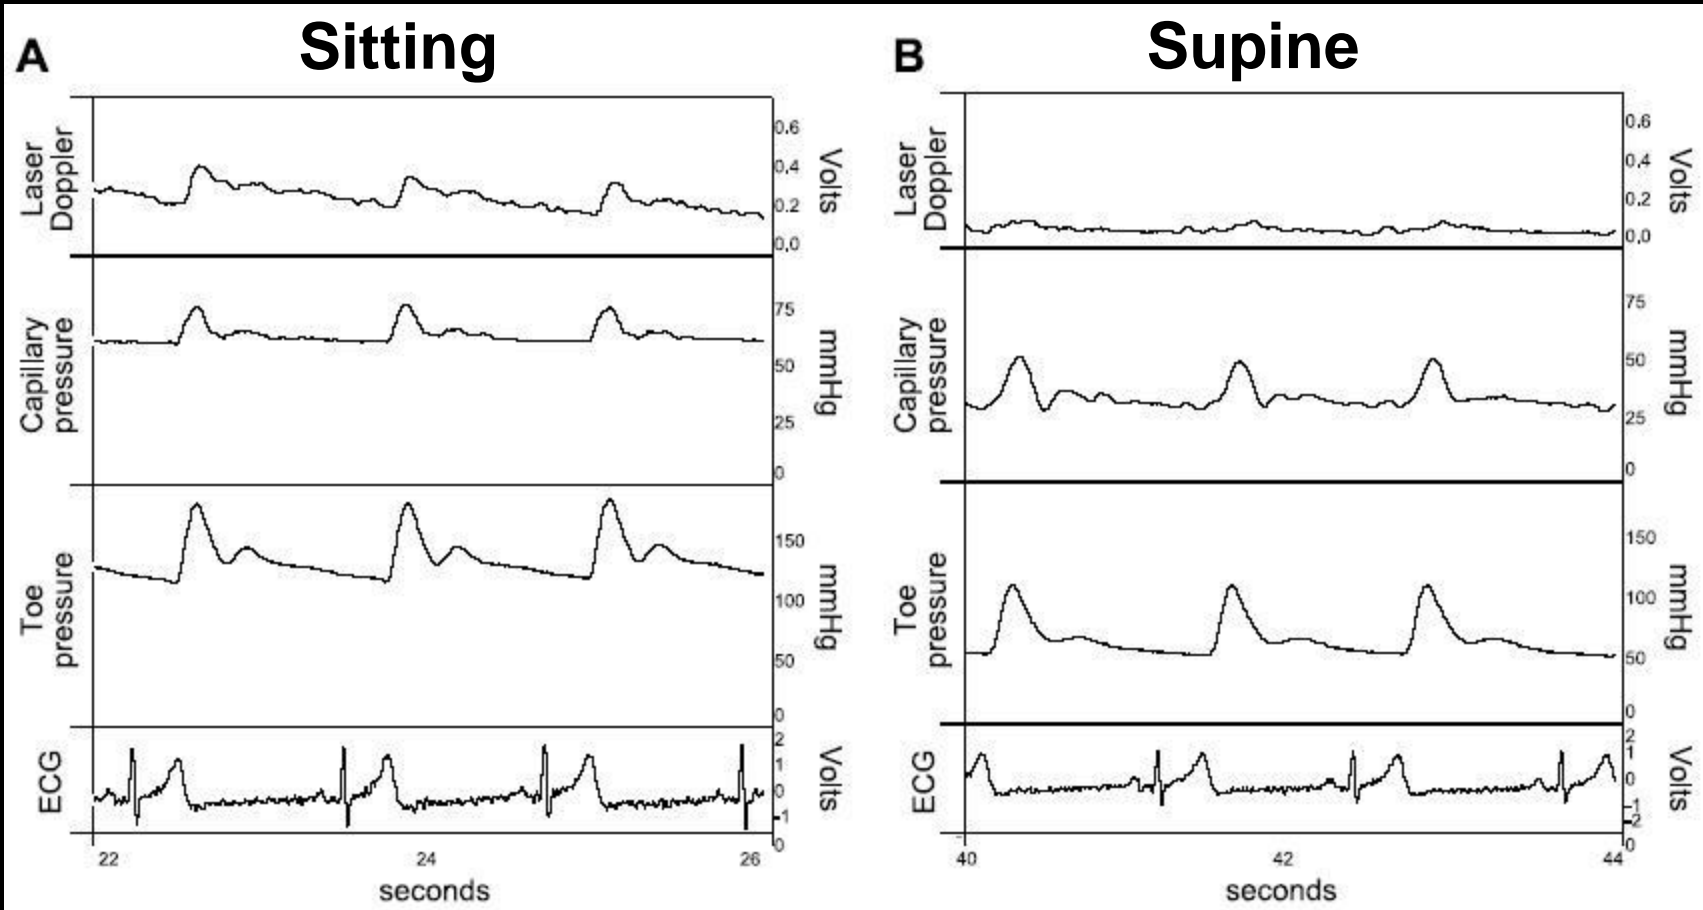 A
Sitting
Laser
Doppler
0.6
0.4
0.2
0.0
Volts
Capillary
pressure
75
50
25
0
mmHg
Toe
pressure
150
100
50
0
mmHg
ECG
2
1
0
-1
0
Volts
22
24
26
seconds
B
Supine
Laser
Doppler
0.6
0.4
0.2
0.0
Volts
Capillary
pressure
75
50
25
0
mmHg
Toe
pressure
150
100
50
0
mmHg
ECG
2
1
0
-1
-2
0
Volts
40
42
44
seconds